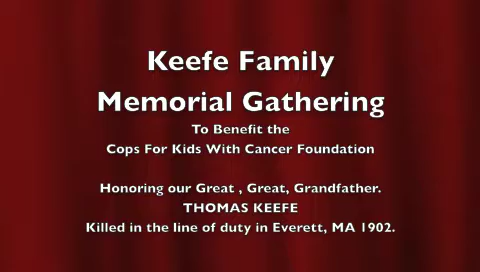 Keefe Family
Memorial Gathering
To Benefit the
Cops For Kids With Cancer Foundation
Honoring our Great , Great, Grandfather.
THOMAS KEEFE
Killed in the line of duty in Everett, MA 1902.